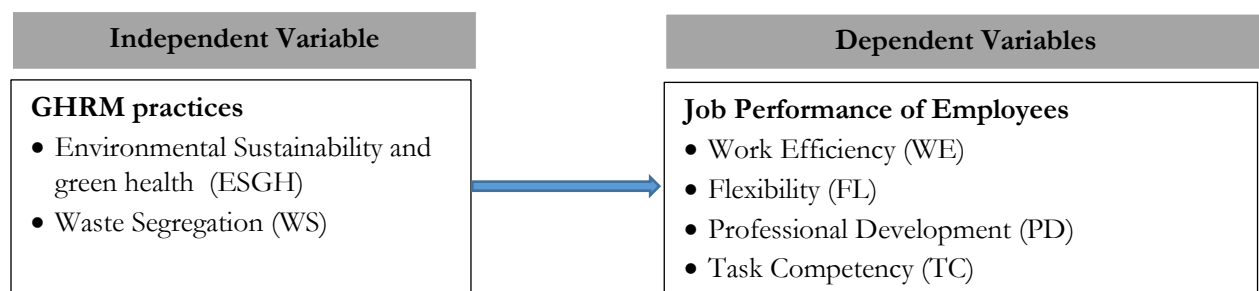 Independent Variable
GHRM practices
• Environmental Sustainability and
green health (ESGH)
• Waste Segregation (WS)
Dependent Variables
Job Performance of Employees
• Work Efficiency (WE)
• Flexibility (FL)
• Professional Development (PD)
• Task Competency (TC)